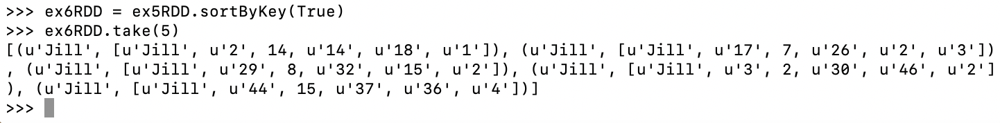 >>> ex6RDD = ex5RDD.sortByKey(True)
>>> ex6RDD.take(5)
[(u'Jill', [u'Jill', u'2', 14, u'14', u'18', u'1']), (u'Jill', [u'Jill', u'17', 7, u'26', u'2', u'3'])
, (u'Jill', [u'Jill', u'29', 8, u'32', u'15', u'2']), (u'Jill', [u'Jill', u'3', 2, u'30', u'46', u'2']
), (u'Jill', [u'Jill', u'44', 15, u'37', u'36', u'4'])]
>>>